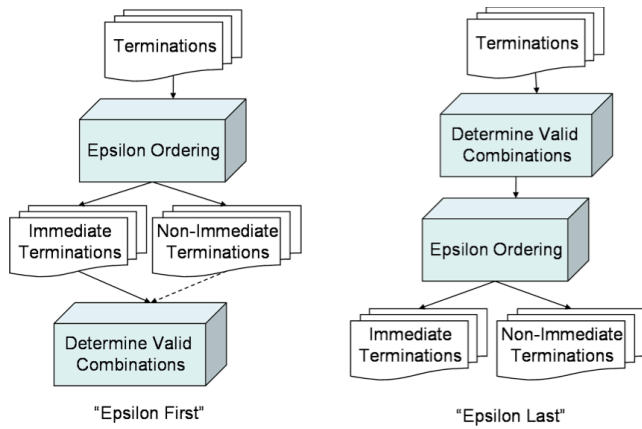 Terminations
Epsilon Ordering
Immediate
Terminations
Non-Immediate
Terminations
Determine Valid
Combinations
"Epsilon First"
Terminations
Determine Valid
Combinations
Epsilon Ordering
Immediate
Terminations
Non-Immediate
Terminations
"Epsilon Last"